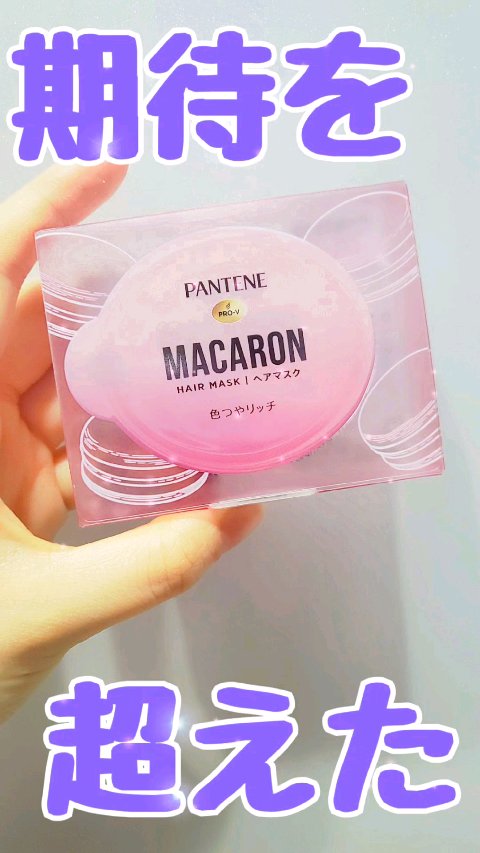 期待を
PANTENE
PRO-V
MACARON
HAIR MASK | ヘアマスク
色つやリッチ
超えた